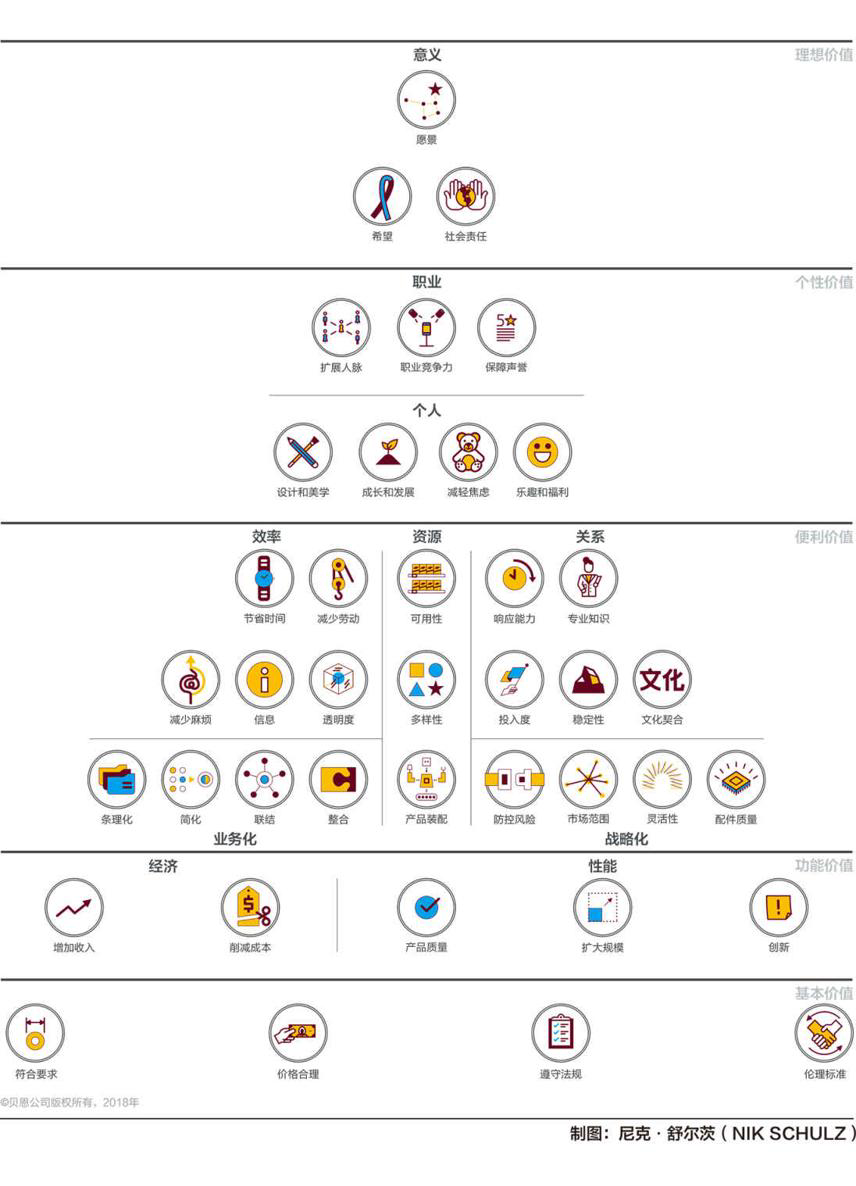 意义
理想价值
愿景
希望
社会责任
职业
个性价值
扩展人脉
职业竞争力
5
保障声誉
个人
设计和美学
成长和发展
减轻焦虑
乐趣和福利
效率
资源
关系
便利价值
节省时间
减少劳动
可用性
响应能力
专业知识
i
文化
减少麻烦
信息
透明度
多样性
投入度
稳定性
文化契合
条理化
简化
联结
整合
产品装配
防控风险
市场范围
灵活性
配件质量
业务化
战略化
经济
性能
功能价值
$
!
增加收入
削减成本
产品质量
扩大规模
创新
基本价值
符合要求
价格合理
遵守法规
伦理标准
©贝恩公司版权所有，2018年
制图：尼克·舒尔茨（NIK SCHULZ）